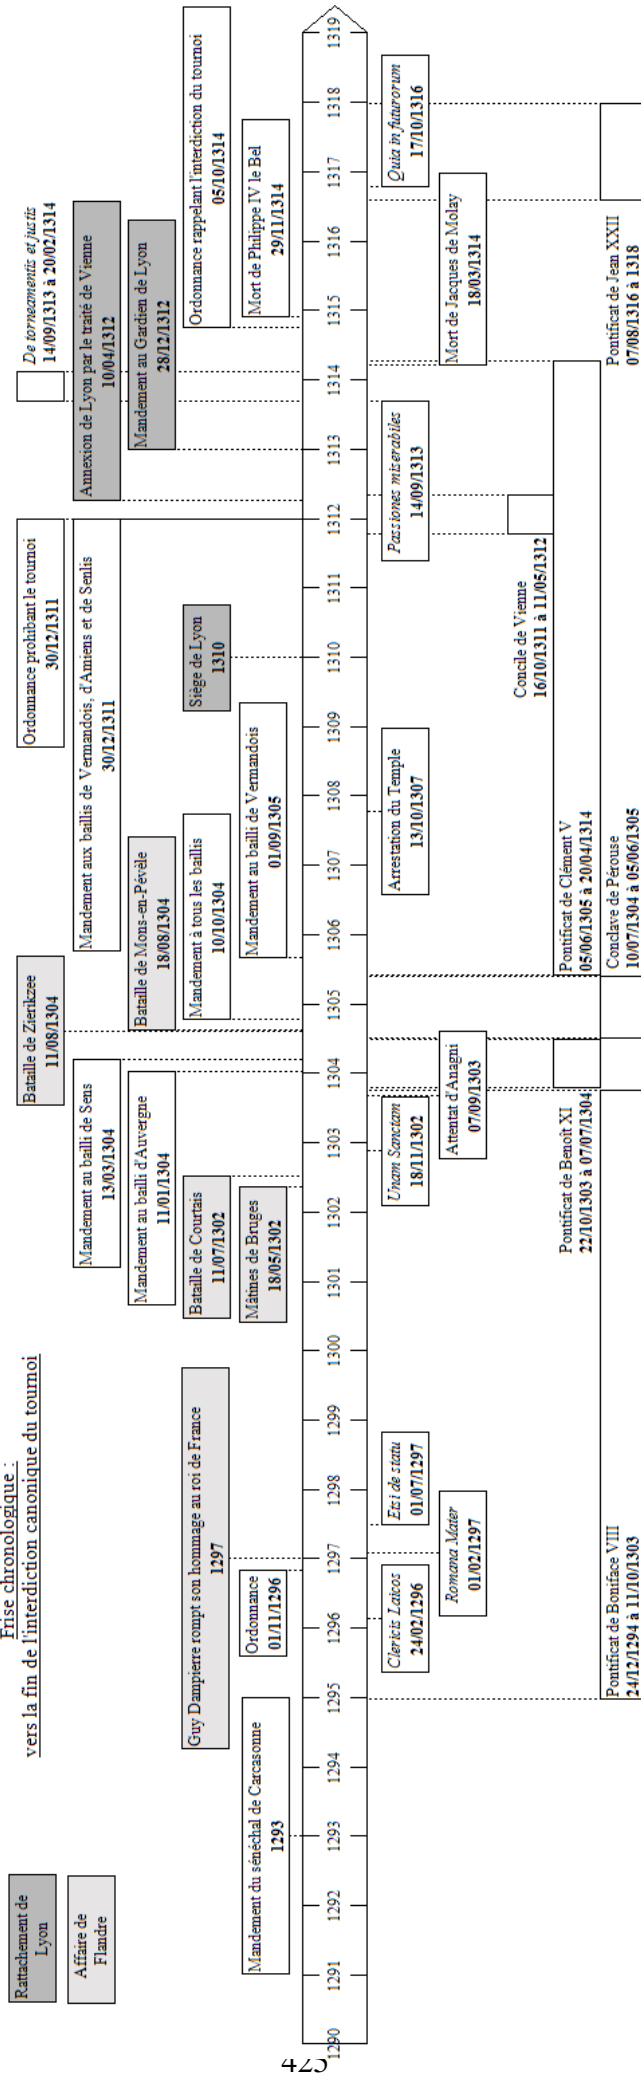 Frise chronologique :
vers la fin de l'interdiction canonique du tournoi
Rattachement de
Lyon
Affaire de
Flandre
De torneamentis et justis
14/09/1313 à 20/02/1314
Ordonnance prohibant le tournoi
30/12/1311
Bataille de Zierikzee
11/08/1304
Annexion de Lyon par le traité de Vienne
10/04/1312
Mandement aux baillis de Vermandois, d'Amiens et de Senlis
30/12/1311
Mandement au bailli de Sens
13/03/1304
Mandement au Gardien de Lyon
28/12/1312
Bataille de Mons-en-Pévèle
18/08/1304
Mandement au bailli d'Auvergne
11/01/1304
Ordonnance rappelant l'interdiction du tournoi
05/10/1314
Siège de Lyon
1310
Mandement à tous les baillis
10/10/1304
Bataille de Courtais
11/07/1302
Guy Dampierre rompt son hommage au roi de France
1297
Mort de Philippe IV le Bel
29/11/1314
Mandement au bailli de Vermandois
01/09/1305
Mâtines de Bruges
18/05/1302
Ordonnance
01/11/1296
Mandement du sénéchal de Carcasonne
1293
1290
1291
1292
1293
1294
1295
1296
1297
1298
1299
1300
1301
1302
1303
1304
1305
1306
1307
1308
1309
1310
1311
1312
1313
1314
1315
1316
1317
1318
1319
Clericis Laicos
24/02/1296
Etsi de statu
01/07/1297
Unam Sanctam
18/11/1302
Arrestation du Temple
13/10/1307
Passiones miserabiles
14/09/1313
Quia in futurorum
17/10/1316
Romana Mater
01/02/1297
Attentat d'Anagni
07/09/1303
Mort de Jacques de Molay
18/03/1314
Concile de Vienne
16/10/1311 à 11/05/1312
Pontificat de Benoit XI
22/10/1303 à 07/07/1304
Pontificat de Clément V
05/06/1305 à 20/04/1314
Pontificat de Boniface VIII
24/12/1294 à 11/10/1303
Conclave de Pérouse
10/07/1304 à 05/06/1305
Pontificat de Jean XXII
07/08/1316 à 1318
425